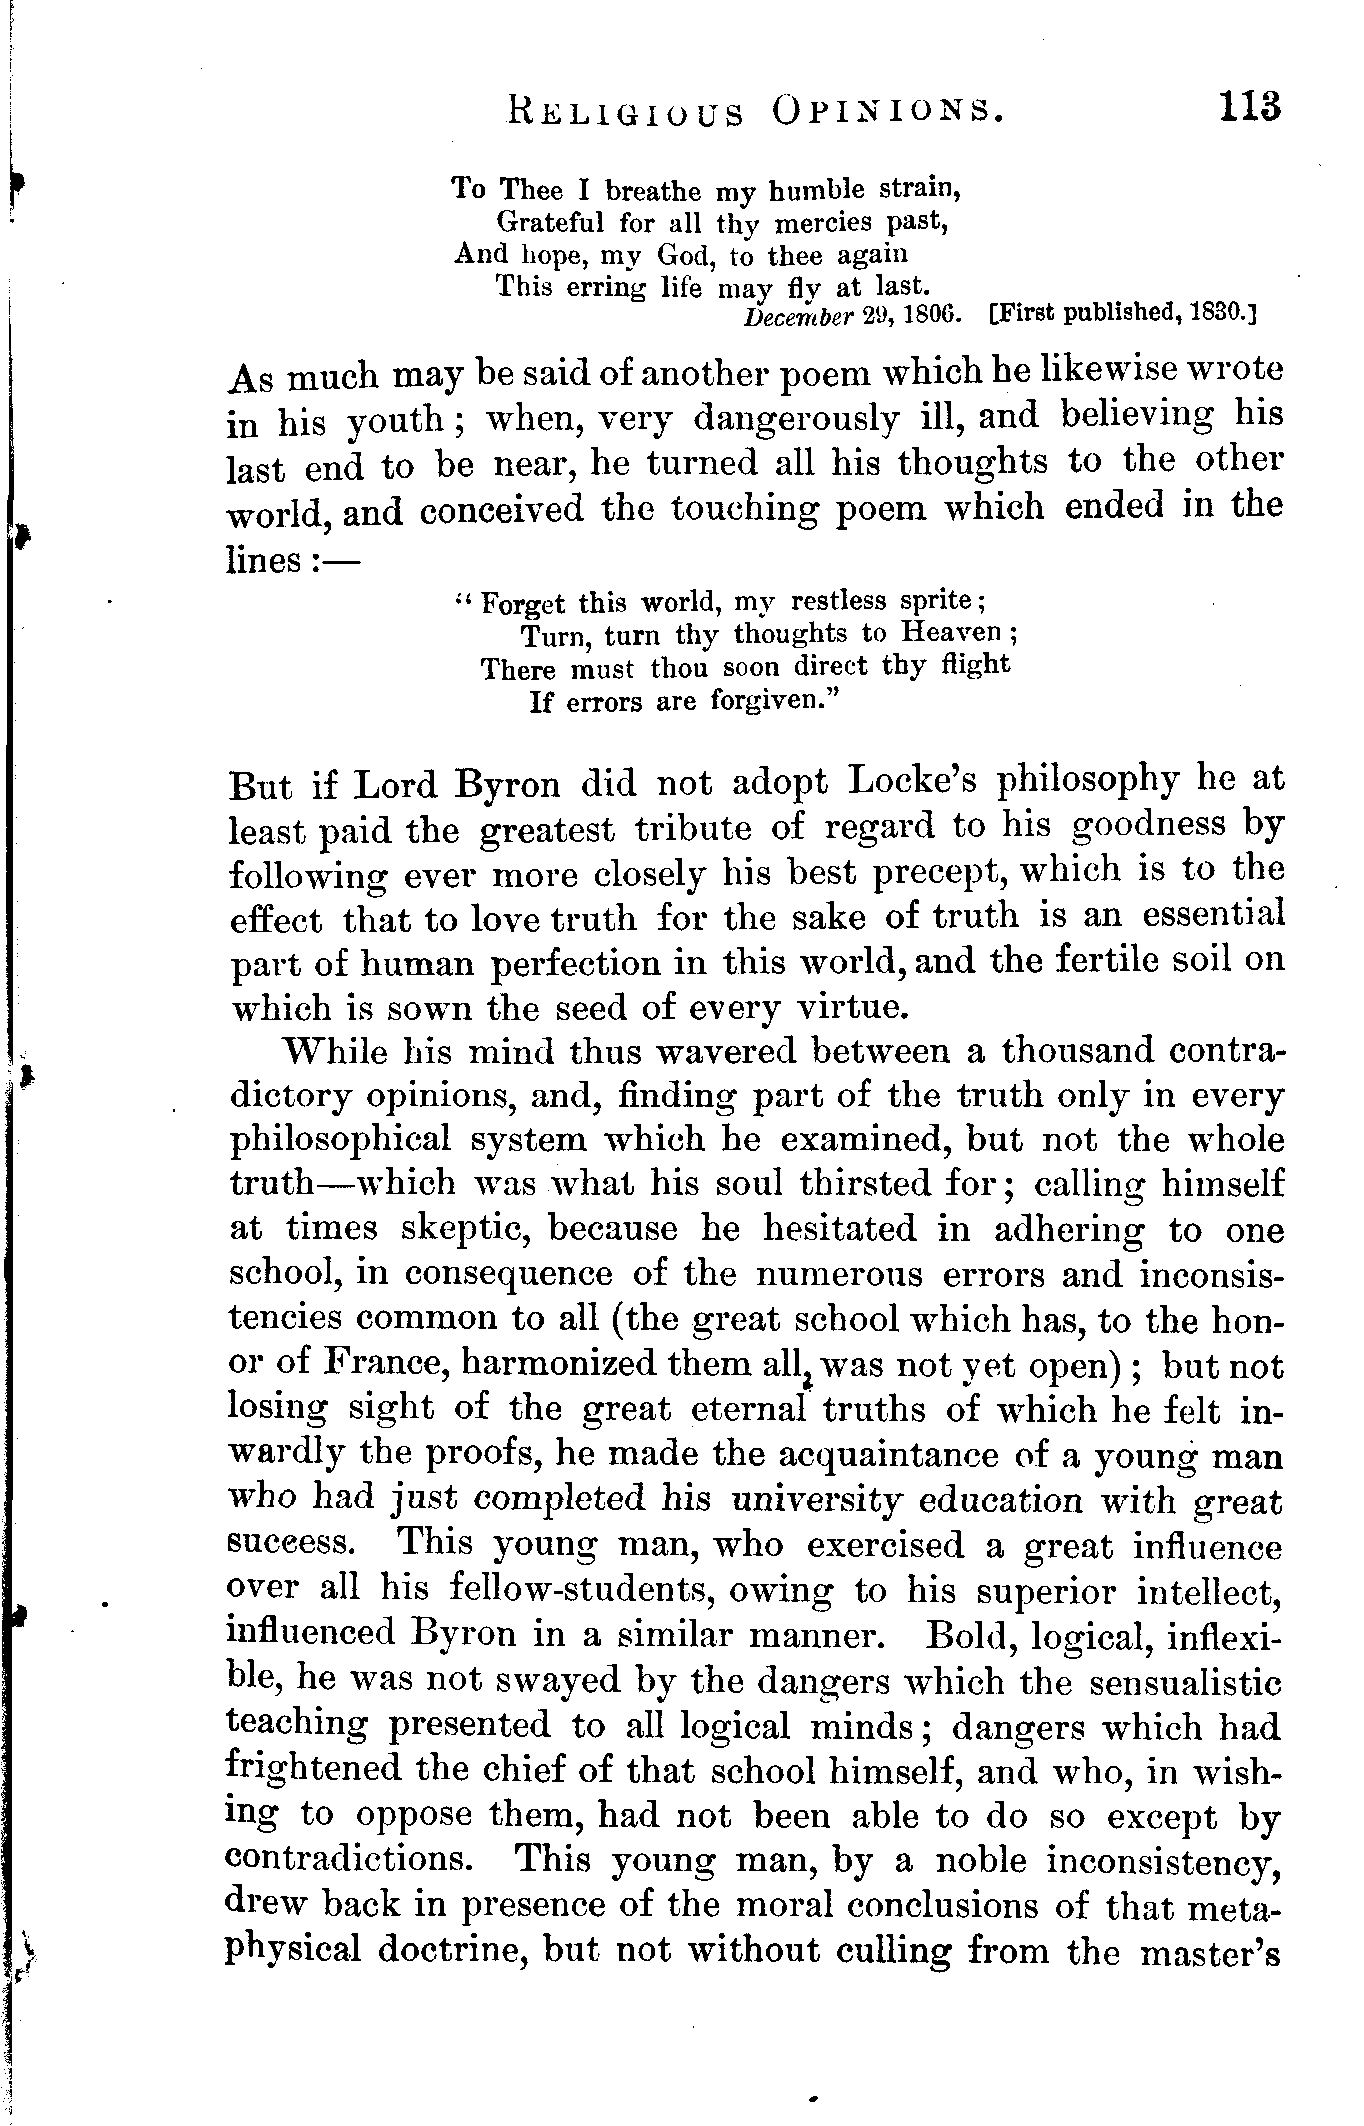 RELIGIOUS OPINIONS. 113
To Thee I breathe my humble strain,
Grateful for all thy mercies past,
And hope, my God, to thee again
This erring life may fly at last.
December 29, 1806. [First published, 1830.]
As much may be said of another poem which he likewise wrote
in his youth; when, very dangerously ill, and believing his
last end to be near, he turned all his thoughts to the other
world, and conceived the touching poem which ended in the
lines:—
"Forget this world, my restless sprite;
Turn, turn thy thoughts to Heaven;
There must thou soon direct thy flight
If errors are forgiven."
But if Lord Byron did not adopt Locke's philosophy he at
least paid the greatest tribute of regard to his goodness by
following ever more closely his best precept, which is to the
effect that to love truth for the sake of truth is an essential
part of human perfection in this world, and the fertile soil on
which is sown the seed of every virtue.
While his mind thus wavered between a thousand contra-
dictory opinions, and, finding part of the truth only in every
philosophical system which he examined, but not the whole
truth—which was what his soul thirsted for; calling himself
at times skeptic, because he hesitated in adhering to one
school, in consequence of the numerous errors and inconsis-
tencies common to all (the great school which has, to the hon-
or of France, harmonized them all, was not yet open); but not
losing sight of the great eternal truths of which he felt in-
wardly the proofs, he made the acquaintance of a young man
who had just completed his university education with great
success. This young man, who exercised a great influence
over all his fellow-students, owing to his superior intellect,
influenced Byron in a similar manner. Bold, logical, inflexi-
ble, he was not swayed by the dangers which the sensualistic
teaching presented to all logical minds; dangers which had
frightened the chief of that school himself, and who, in wish-
ing to oppose them, had not been able to do so except by
contradictions. This young man, by a noble inconsistency,
drew back in presence of the moral conclusions of that meta-
physical doctrine, but not without culling from the master's